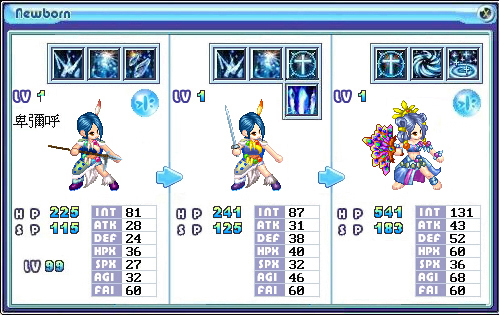 Newborn
LV 1
卑彌呼
HP 225
SP 115
LV 99
INT 81
ATK 28
DEF 24
HPX 36
SPX 27
AGI 32
FAI 60
LV 1
HP 241
SP 125
INT 87
ATK 31
DEF 38
HPX 40
SPX 32
AGI 46
FAI 60
LV 1
HP 541
SP 183
INT 131
ATK 43
DEF 52
HPX 60
SPX 36
AGI 68
FAI 60